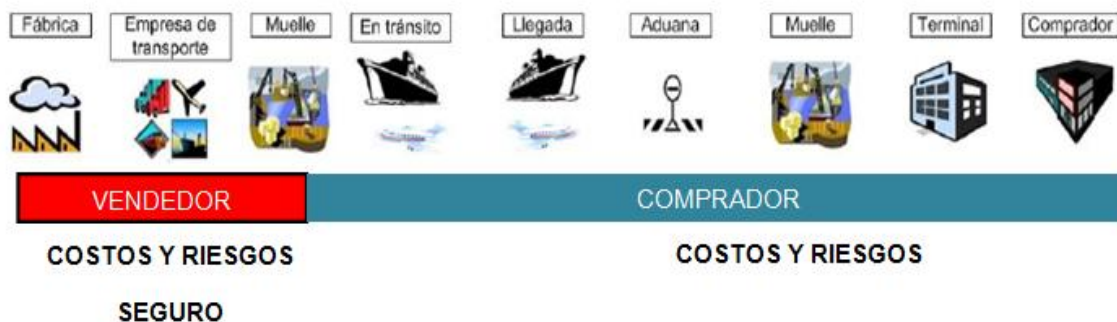 Fábrica
Empresa de
transporte
Muelle
En tránsito
Llegada
Aduana
Muelle
Terminal
Comprador
VENDEDOR
COMPRADOR
COSTOS Y RIESGOS
COSTOS Y RIESGOS
SEGURO